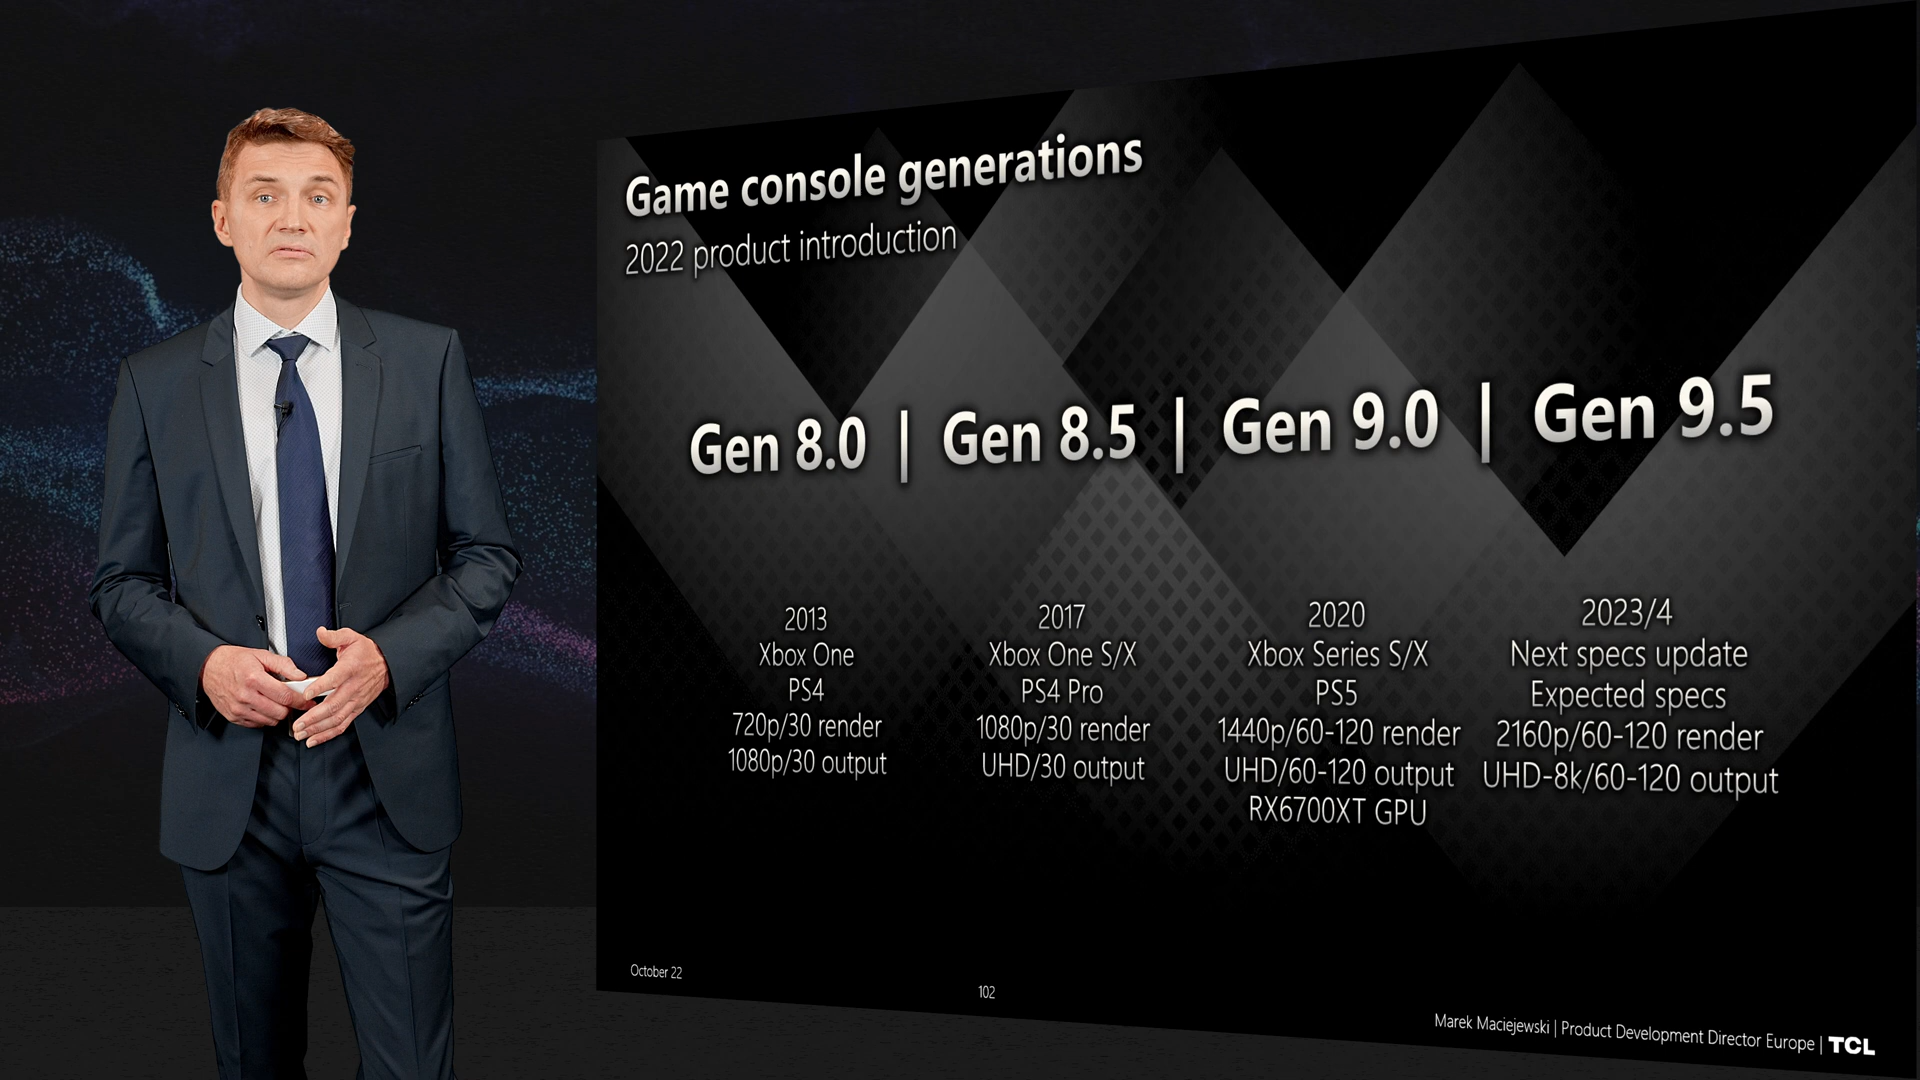 Game console generations
2022 product introduction
Gen 8.0 | Gen 8.5 | Gen 9.0 | Gen 9.5
2013
Xbox One
PS4
720p/30 render
1080p/30 output
2017
Xbox One S/X
PS4 Pro
1080p/30 render
UHD/30 output
2020
Xbox Series S/X
PS5
1440p/60-120 render
UHD/60-120 output
RX6700XT GPU
2023/4
Next specs update
Expected specs
2160p/60-120 render
UHD-8k/60-120 output
October 22
102
Marek Maciejewski | Product Development Director Europe | TCL